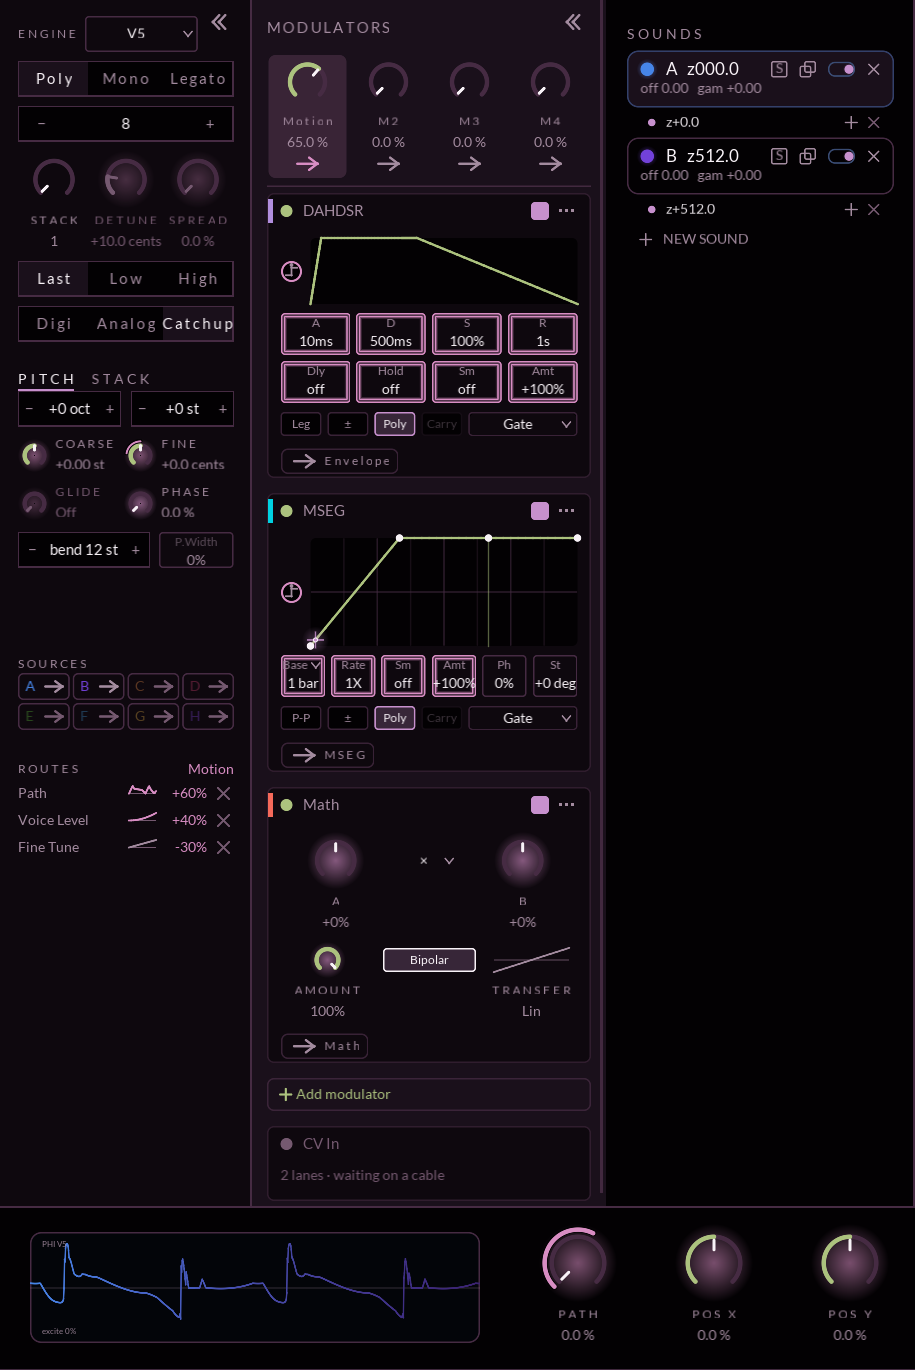 ENGINE V5
Poly Mono Legato
− 8 +
STACK DETUNE SPREAD
1 +10.0 cents 0.0 %
Last Low High
Digi Analog Catchup
PITCH STACK
− +0 oct + − +0 st +
COARSE FINE
+0.00 st +0.0 cents
GLIDE PHASE
Off 0.0 %
− bend 12 st + P.Width
0%
SOURCES
A B C D
E F G H
ROUTES Motion
Path +60%
Voice Level +40%
Fine Tune -30%
MODULATORS
Motion M2 M3 M4
65.0 % 0.0 % 0.0 % 0.0 %
DAHDSR
A D S R
10ms 500ms 100% 1s
Dly Hold Sm Amt
off off off +100%
Leg ± Poly Carry Gate
Envelope
MSEG
Base Rate Sm Amt Ph St
1 bar 1X off +100% 0% +0 deg
P-P ± Poly Carry Gate
MSEG
Math
×
A B
+0% +0%
Bipolar
AMOUNT TRANSFER
100% Lin
Math
+ Add modulator
CV In
2 lanes · waiting on a cable
SOUNDS
A z000.0 S
off 0.00 gam +0.00
z+0.0
B z512.0 S
off 0.00 gam +0.00
z+512.0
+ NEW SOUND
PHI V5
excite 0%
PATH POS X POS Y
0.0 % 0.0 % 0.0 %